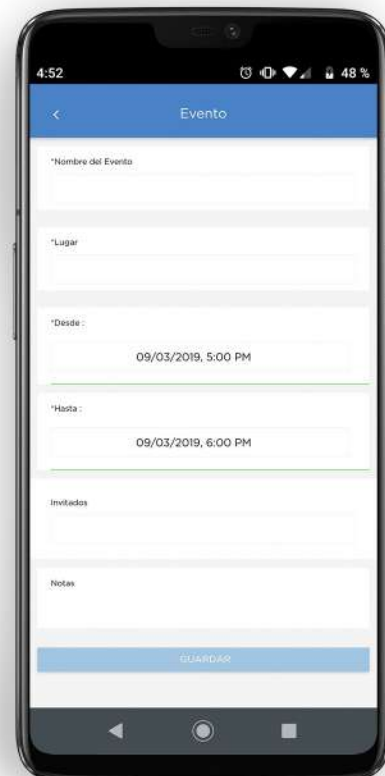 4:52 48 %
Evento
*Nombre del Evento
*Lugar
*Desde :
09/03/2019, 5:00 PM
*Hasta :
09/03/2019, 6:00 PM
Invitados
Notas
GUARDAR